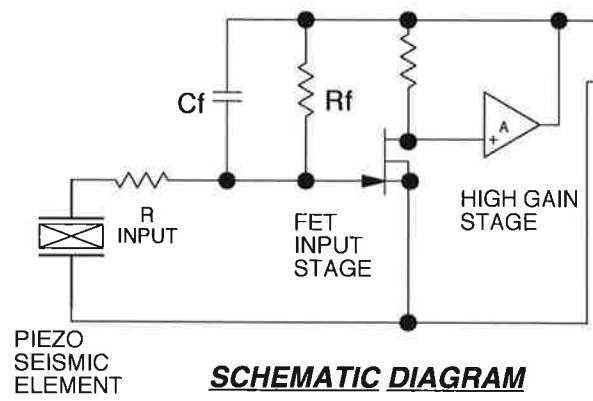 Cf
Rf
+
A
R
INPUT
FET
INPUT
STAGE
HIGH GAIN
STAGE
PIEZO
SEISMIC
ELEMENT
SCHEMATIC DIAGRAM